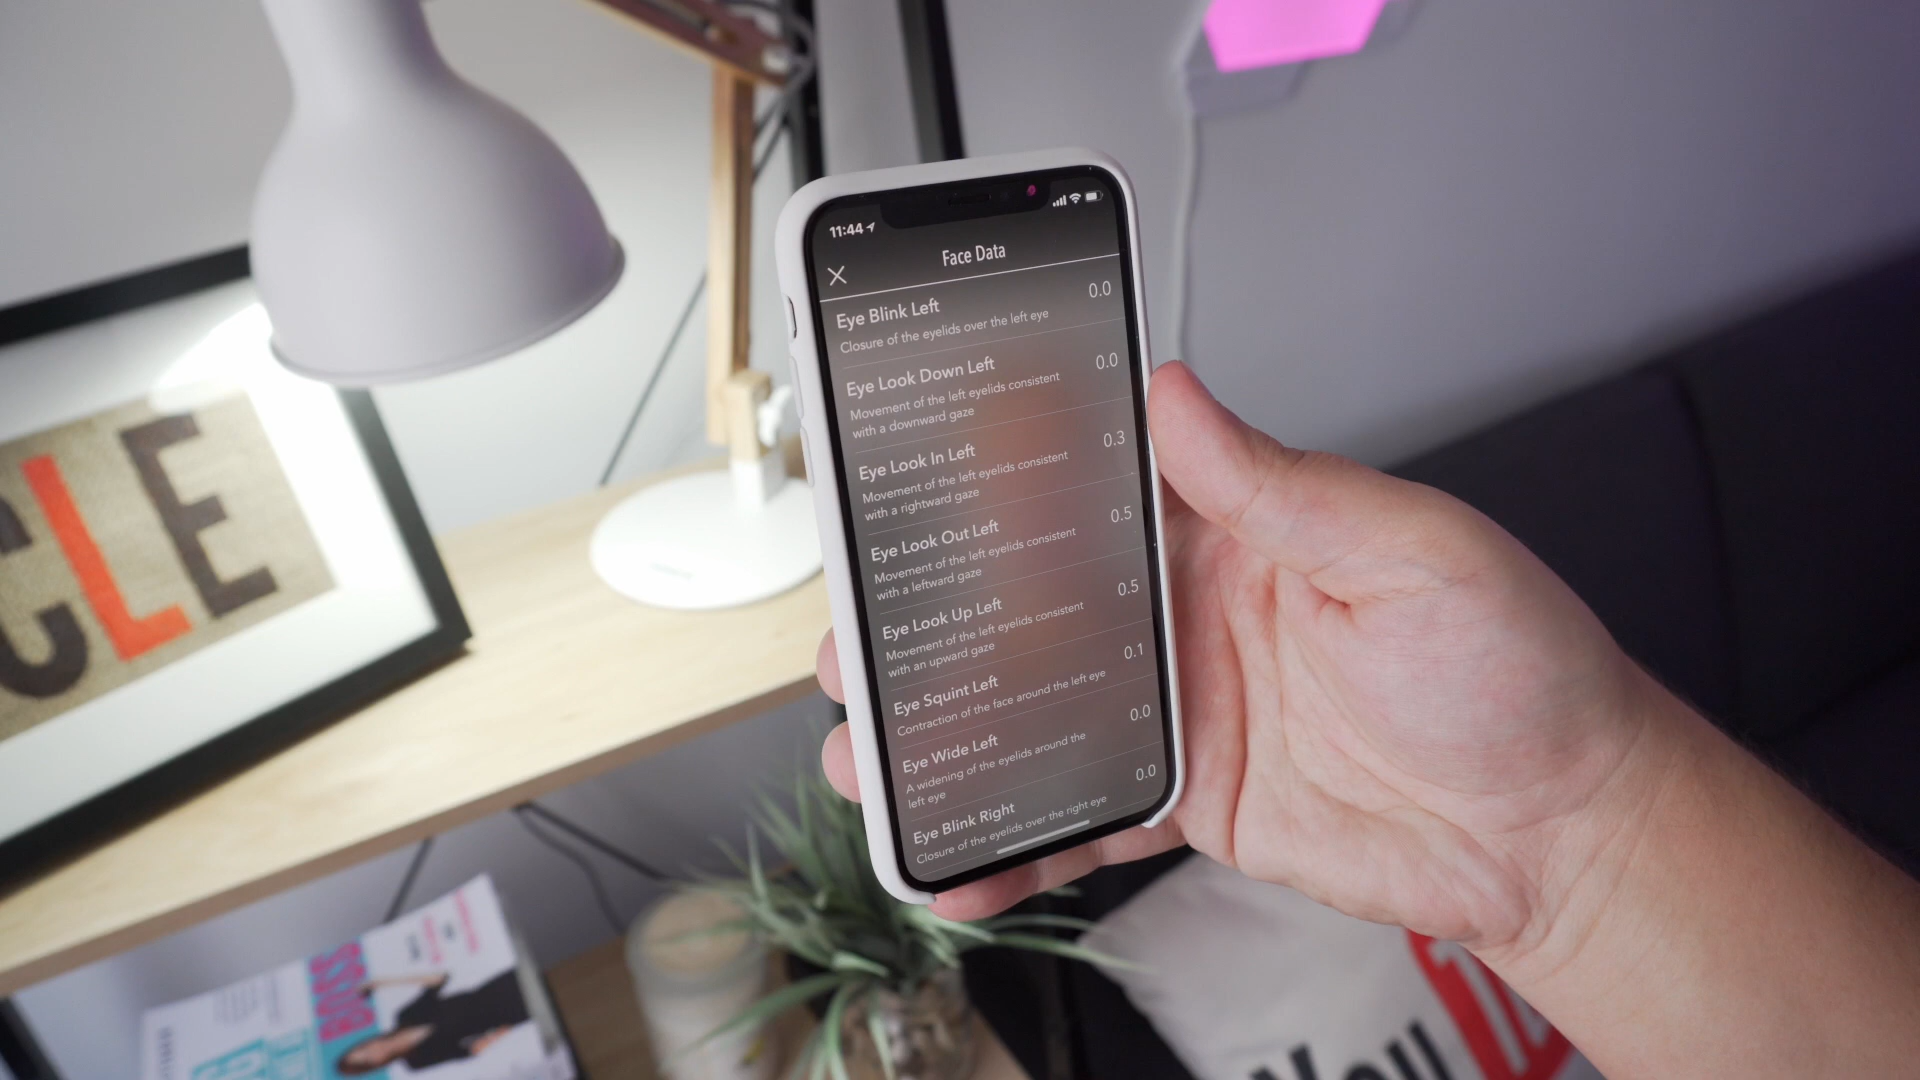 11:44
Face Data
Eye Blink Left
0.0
Closure of the eyelids over the left eye
Eye Look Down Left
0.0
Movement of the left eyelids consistent
with a downward gaze
Eye Look In Left
0.3
Movement of the left eyelids consistent
with a rightward gaze
Eye Look Out Left
0.5
Movement of the left eyelids consistent
with a leftward gaze
Eye Look Up Left
0.5
Movement of the left eyelids consistent
with an upward gaze
Eye Squint Left
0.1
Contraction of the face around the left eye
Eye Wide Left
0.0
A widening of the eyelids around the
left eye
Eye Blink Right
0.0
Closure of the eyelids over the right eye
CLE
BOSS
You